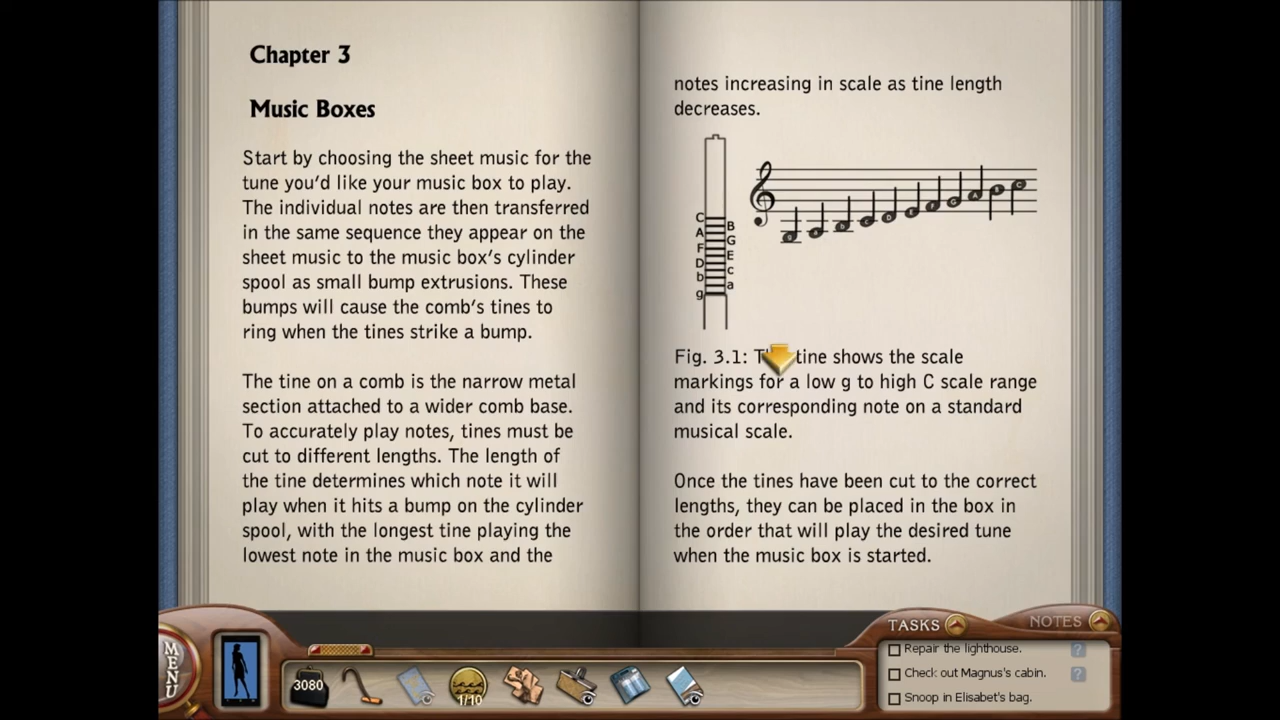 Chapter 3
Music Boxes
Start by choosing the sheet music for the
tune you'd like your music box to play.
The individual notes are then transferred
in the same sequence they appear on the
sheet music to the music box's cylinder
spool as small bump extrusions. These
bumps will cause the comb's tines to
ring when the tines strike a bump.
The tine on a comb is the narrow metal
section attached to a wider comb base.
To accurately play notes, tines must be
cut to different lengths. The length of
the tine determines which note it will
play when it hits a bump on the cylinder
spool, with the longest tine playing the
lowest note in the music box and the
notes increasing in scale as tine length
decreases.
C
B
A
G
F
E
D
c
b
a
g
Fig. 3.1: tine shows the scale
markings for a low g to high C scale range
and its corresponding note on a standard
musical scale.
Once the tines have been cut to the correct
lengths, they can be placed in the box in
the order that will play the desired tune
when the music box is started.
MENU
3080
1/10
TASKS
NOTES
Repair the lighthouse.
?
Check out Magnus's cabin.
?
Snoop in Elisabet's bag.